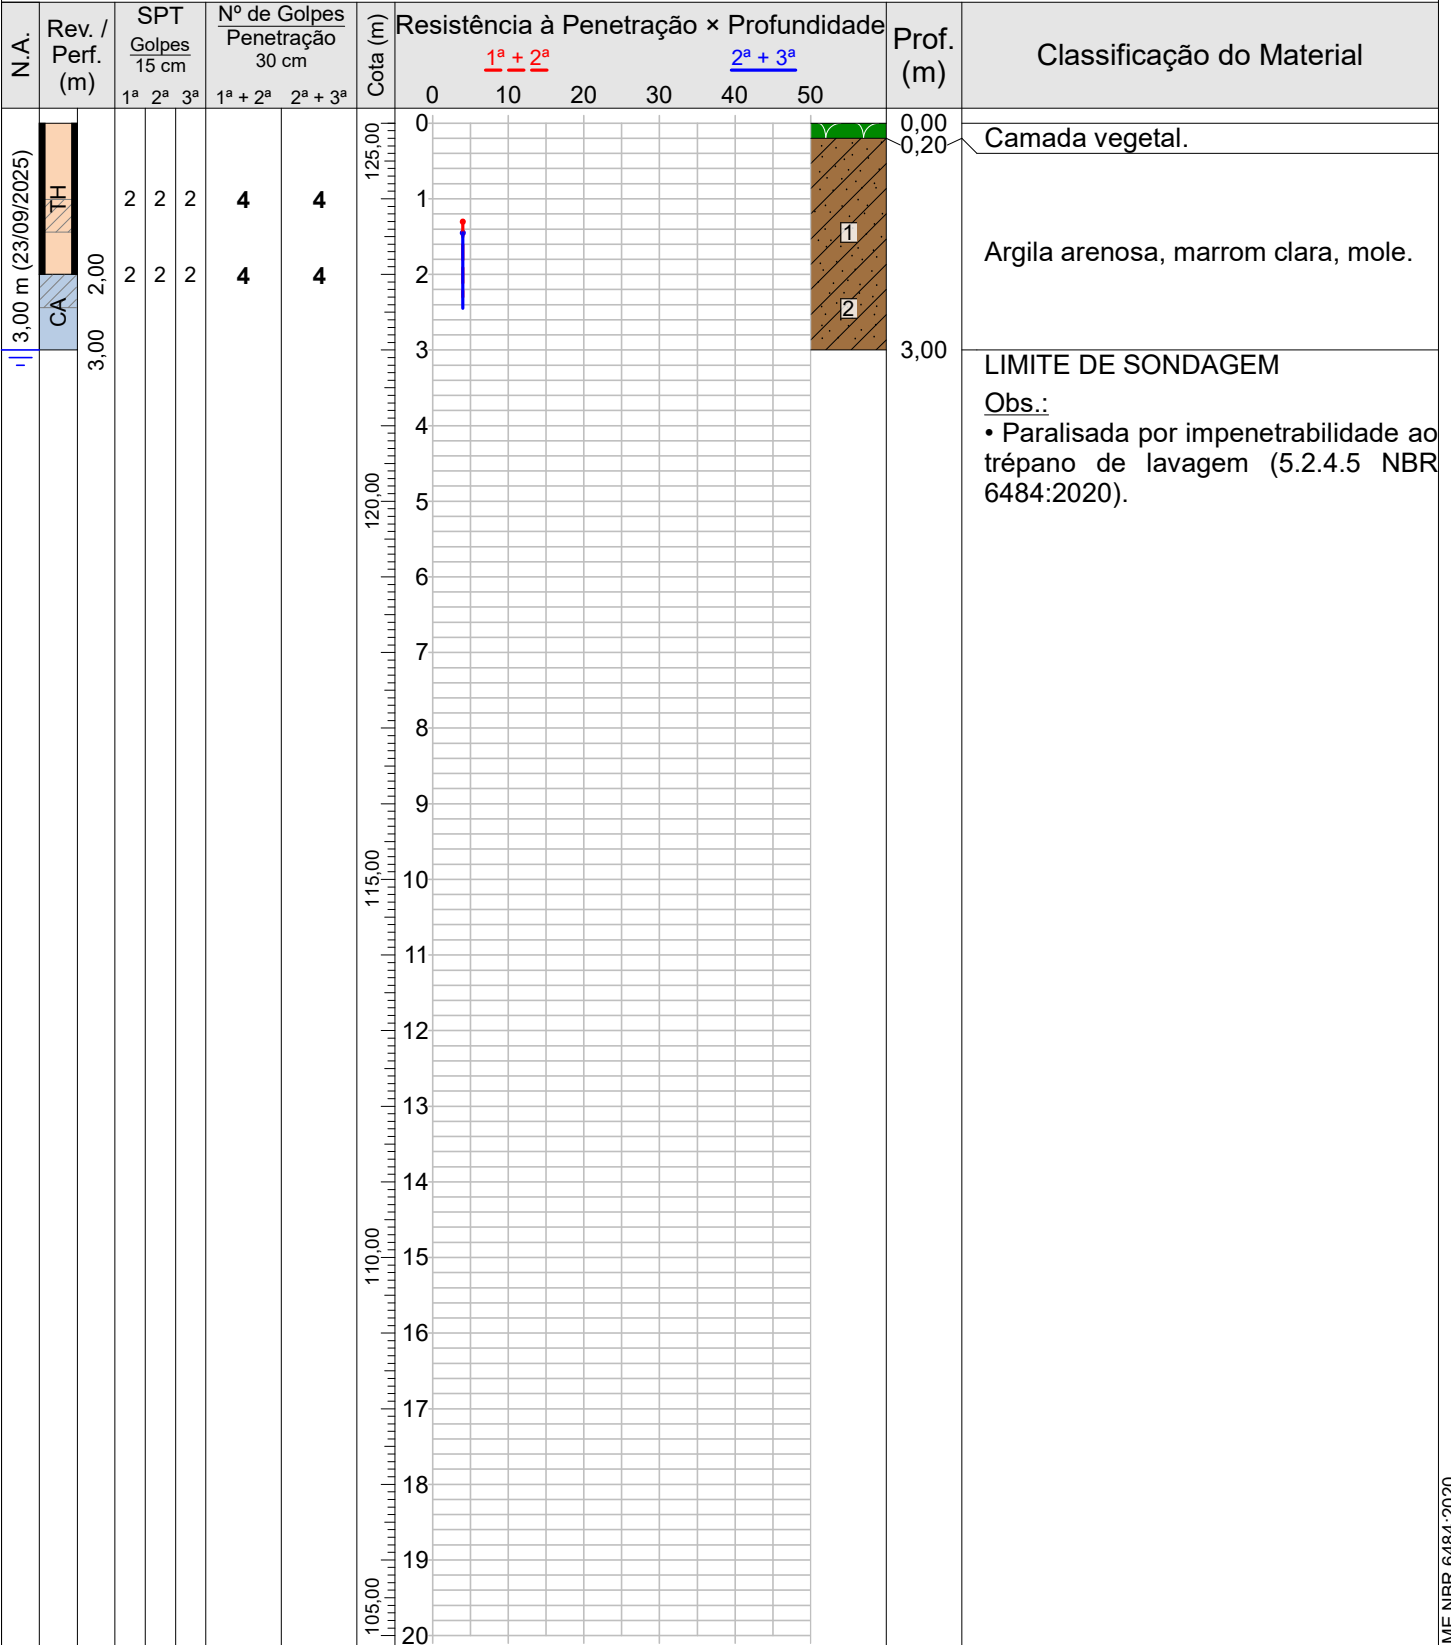 N.A.
Rev. /
Perf.
(m)
SPT
Golpes
15 cm
1ª 2ª 3ª
Nº de Golpes
Penetração
30 cm
1ª + 2ª 2ª + 3ª
Cota (m)
Resistência à Penetração × Profundidade
1ª + 2ª 2ª + 3ª
0 10 20 30 40 50
Prof.
(m)
Classificação do Material
3,00 m (23/09/2025)
TH
CA
2,00
3,00
2 2 2 4 4
2 2 2 4 4
125,00
120,00
115,00
110,00
105,00
0
1
2
3
4
5
6
7
8
9
10
11
12
13
14
15
16
17
18
19
20
1
2
0,00
0,20
3,00
Camada vegetal.
Argila arenosa, marrom clara, mole.
LIMITE DE SONDAGEM
Obs.:
• Paralisada por impenetrabilidade ao
trépano de lavagem (5.2.4.5 NBR
6484:2020).
NBR 6484:2020